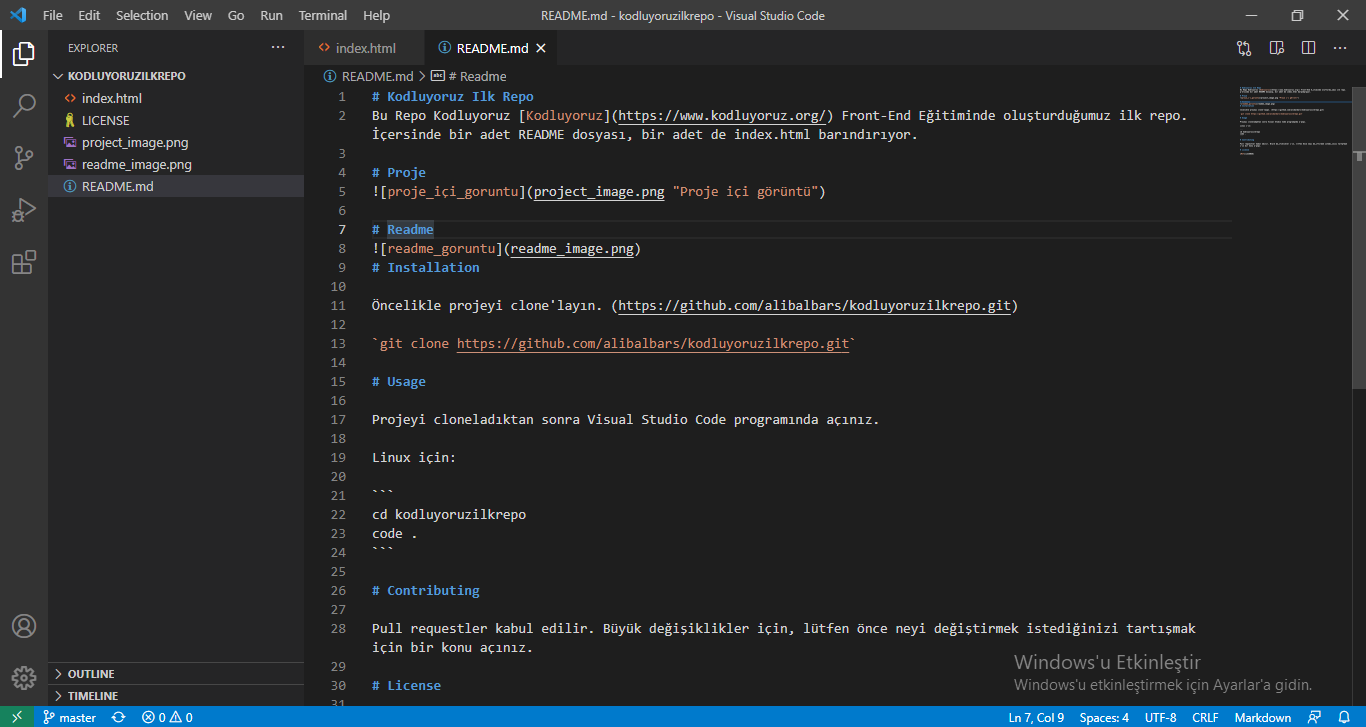 File Edit Selection View Go Run Terminal Help README.md - kodluyoruzilkrepo - Visual Studio Code
EXPLORER
KODLUYORUZILKREPO
index.html
LICENSE
project_image.png
readme_image.png
README.md
OUTLINE
TIMELINE
index.html README.md
README.md > # Readme
1 # Kodluyoruz Ilk Repo
2 Bu Repo Kodluyoruz [Kodluyoruz](https://www.kodluyoruz.org/) Front-End Eğitiminde oluşturduğumuz ilk repo.
İçersinde bir adet README dosyası, bir adet de index.html barındırıyor.
3
4 # Proje
5 ![proje_içi_goruntu](project_image.png "Proje içi görüntü")
6
7 # Readme
8 ![readme_goruntu](readme_image.png)
9 # Installation
10
11 Öncelikle projeyi clone'layın. (https://github.com/alibalbars/kodluyoruzilkrepo.git)
12
13 `git clone https://github.com/alibalbars/kodluyoruzilkrepo.git`
14
15 # Usage
16
17 Projeyi cloneladıktan sonra Visual Studio Code programında açınız.
18
19 Linux için:
20
21 ```
22 cd kodluyoruzilkrepo
23 code .
24 ```
25
26 # Contributing
27
28 Pull requestler kabul edilir. Büyük değişiklikler için, lütfen önce neyi değiştirmek istediğinizi tartışmak
için bir konu açınız.
29
30 # License
31
Windows'u Etkinleştir
Windows'u etkinleştirmek için Ayarlar'a gidin.
master 0 0 Ln 7, Col 9 Spaces: 4 UTF-8 CRLF Markdown